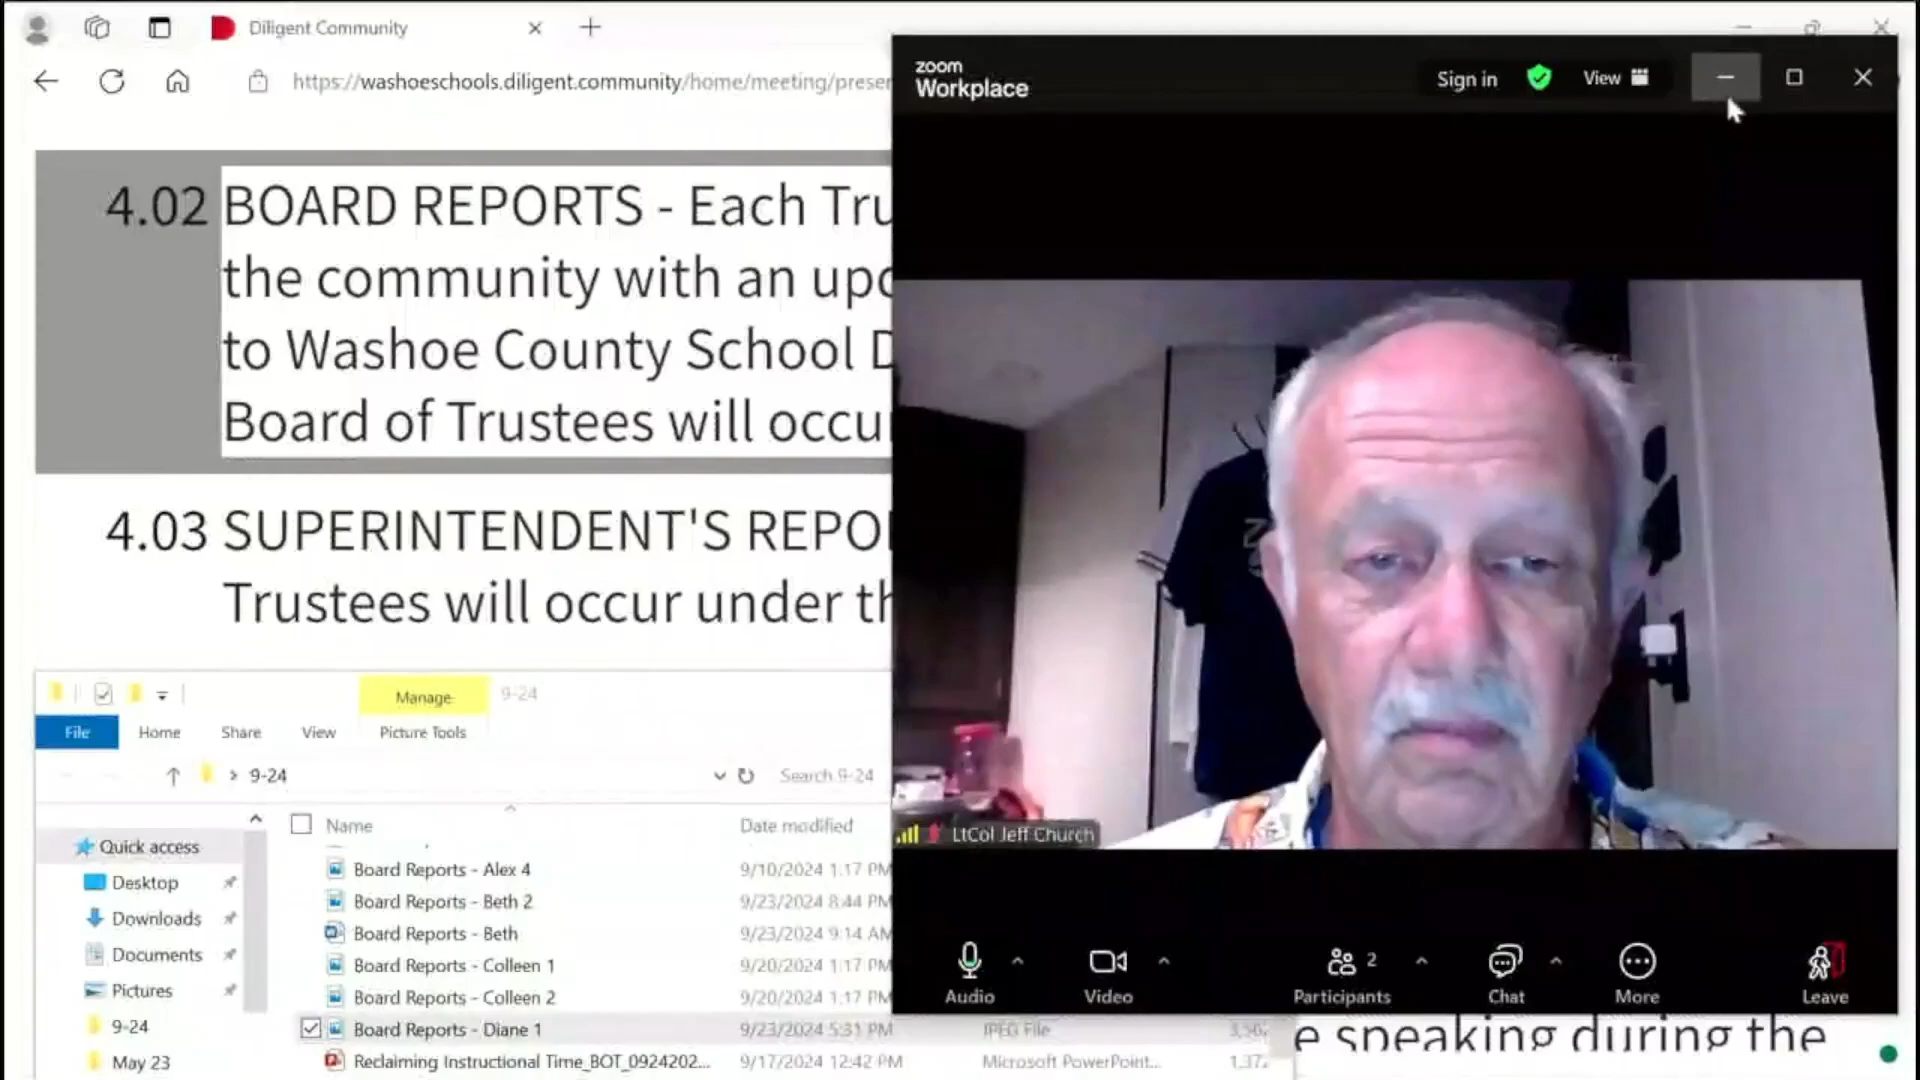 Diligent Community
https://washoeschools.diligent.community/home/meeting/prese
4.02 BOARD REPORTS - Each Tru
the community with an upd
to Washoe County School D
Board of Trustees will occu
4.03 SUPERINTENDENT'S REPO
Trustees will occur under th
Manage 9-24
File Home Share View Picture Tools
9-24 Search 9-24
Name Date modified
Quick access
Desktop
Downloads
Documents
Pictures
9-24
May 23
Board Reports - Alex 4 9/10/2024 1:17 PM
Board Reports - Beth 2 9/23/2024 8:44 PM
Board Reports - Beth 9/23/2024 9:14 AM
Board Reports - Colleen 1 9/20/2024 1:17 PM
Board Reports - Colleen 2 9/20/2024 1:17 PM
Board Reports - Diane 1 9/23/2024 5:31 PM JPEG File
Reclaiming Instructional Time_BOT_0924202... 9/17/2024 12:42 PM Microsoft PowerPoint...
zoom
Workplace
Sign in View
LtCol Jeff Church
Audio Video Participants 2 Chat More Leave
e speaking during the